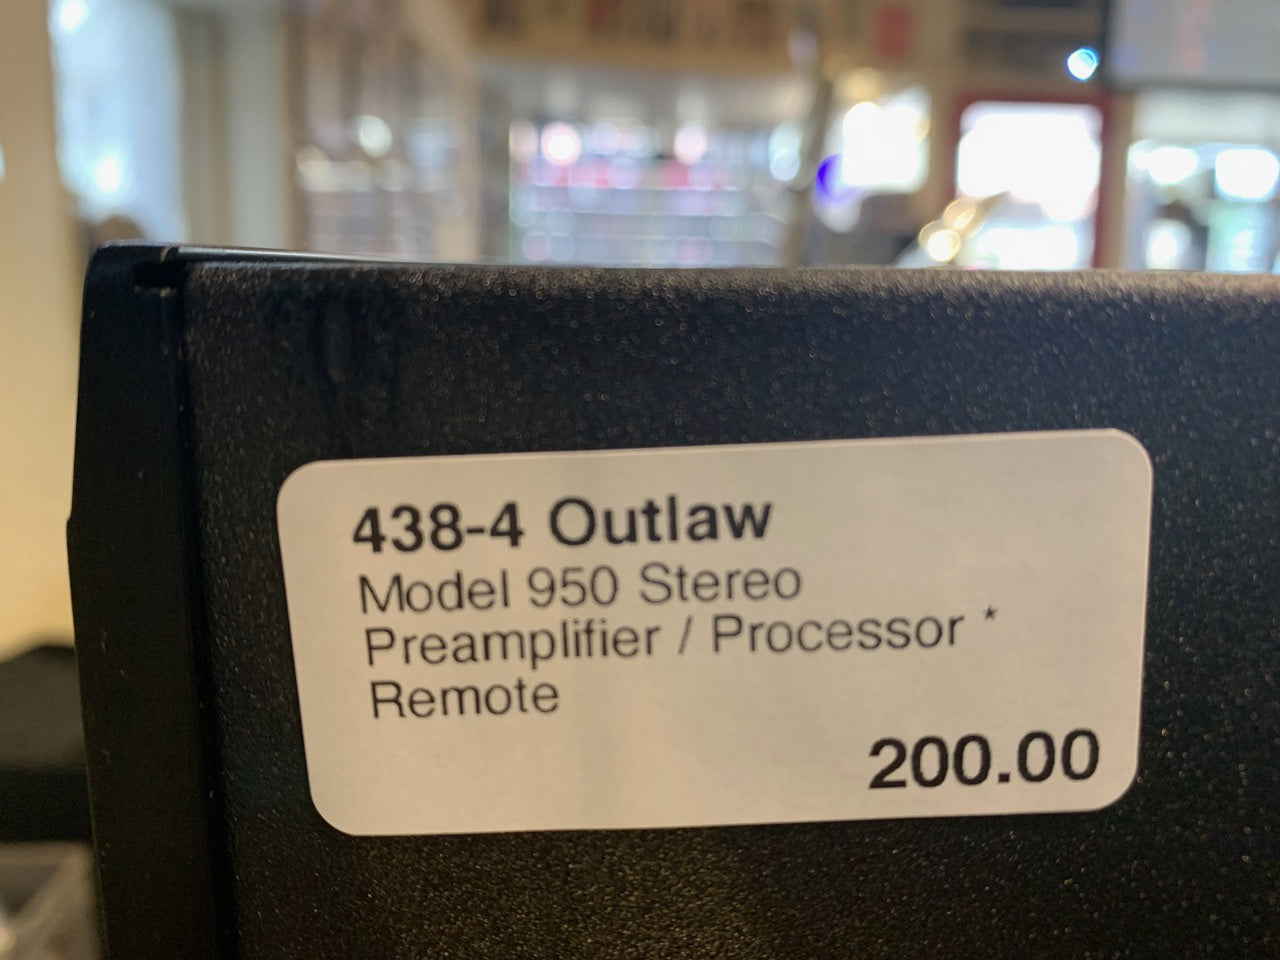 438-4 Outlaw
Model 950 Stereo
Preamplifier / Processor *
Remote
200.00